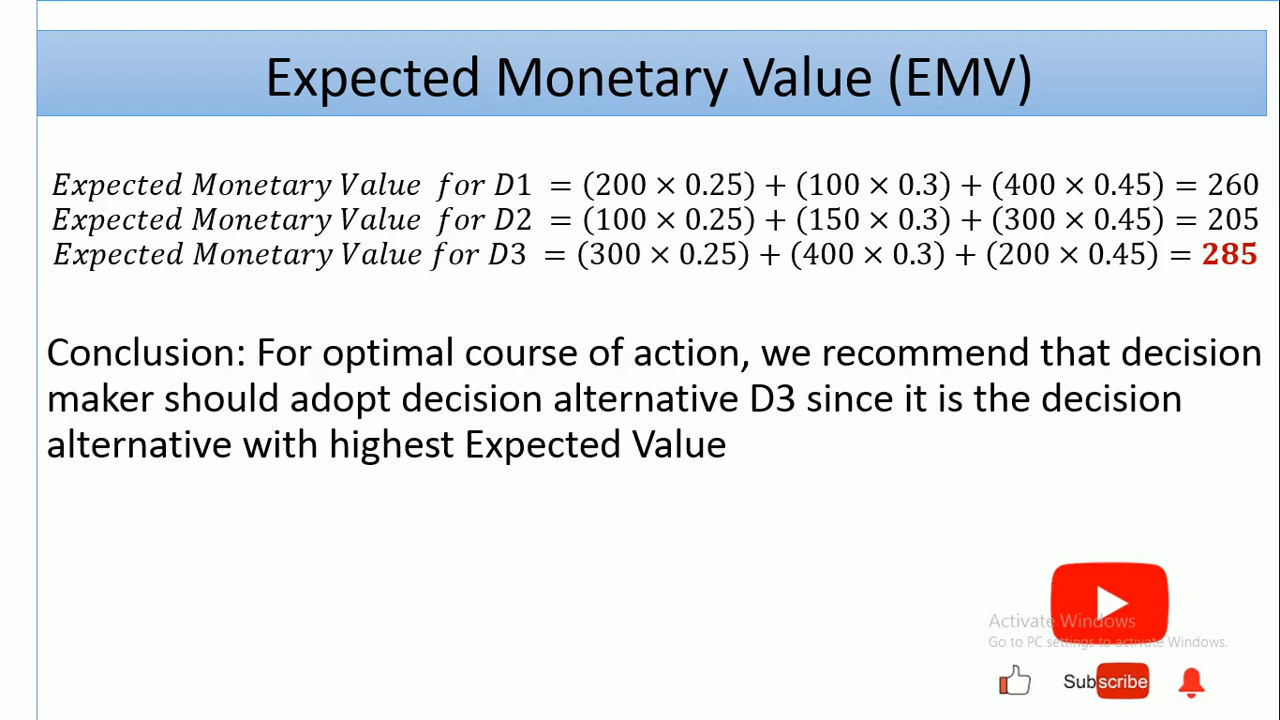 Expected Monetary Value (EMV)
Expected Monetary Value for D1 = (200 × 0.25) + (100 × 0.3) + (400 × 0.45) = 260
Expected Monetary Value for D2 = (100 × 0.25) + (150 × 0.3) + (300 × 0.45) = 205
Expected Monetary Value for D3 = (300 × 0.25) + (400 × 0.3) + (200 × 0.45) = 285
Conclusion: For optimal course of action, we recommend that decision
maker should adopt decision alternative D3 since it is the decision
alternative with highest Expected Value
Activate Windows
Go to PC settings to activate Windows.
Subscribe